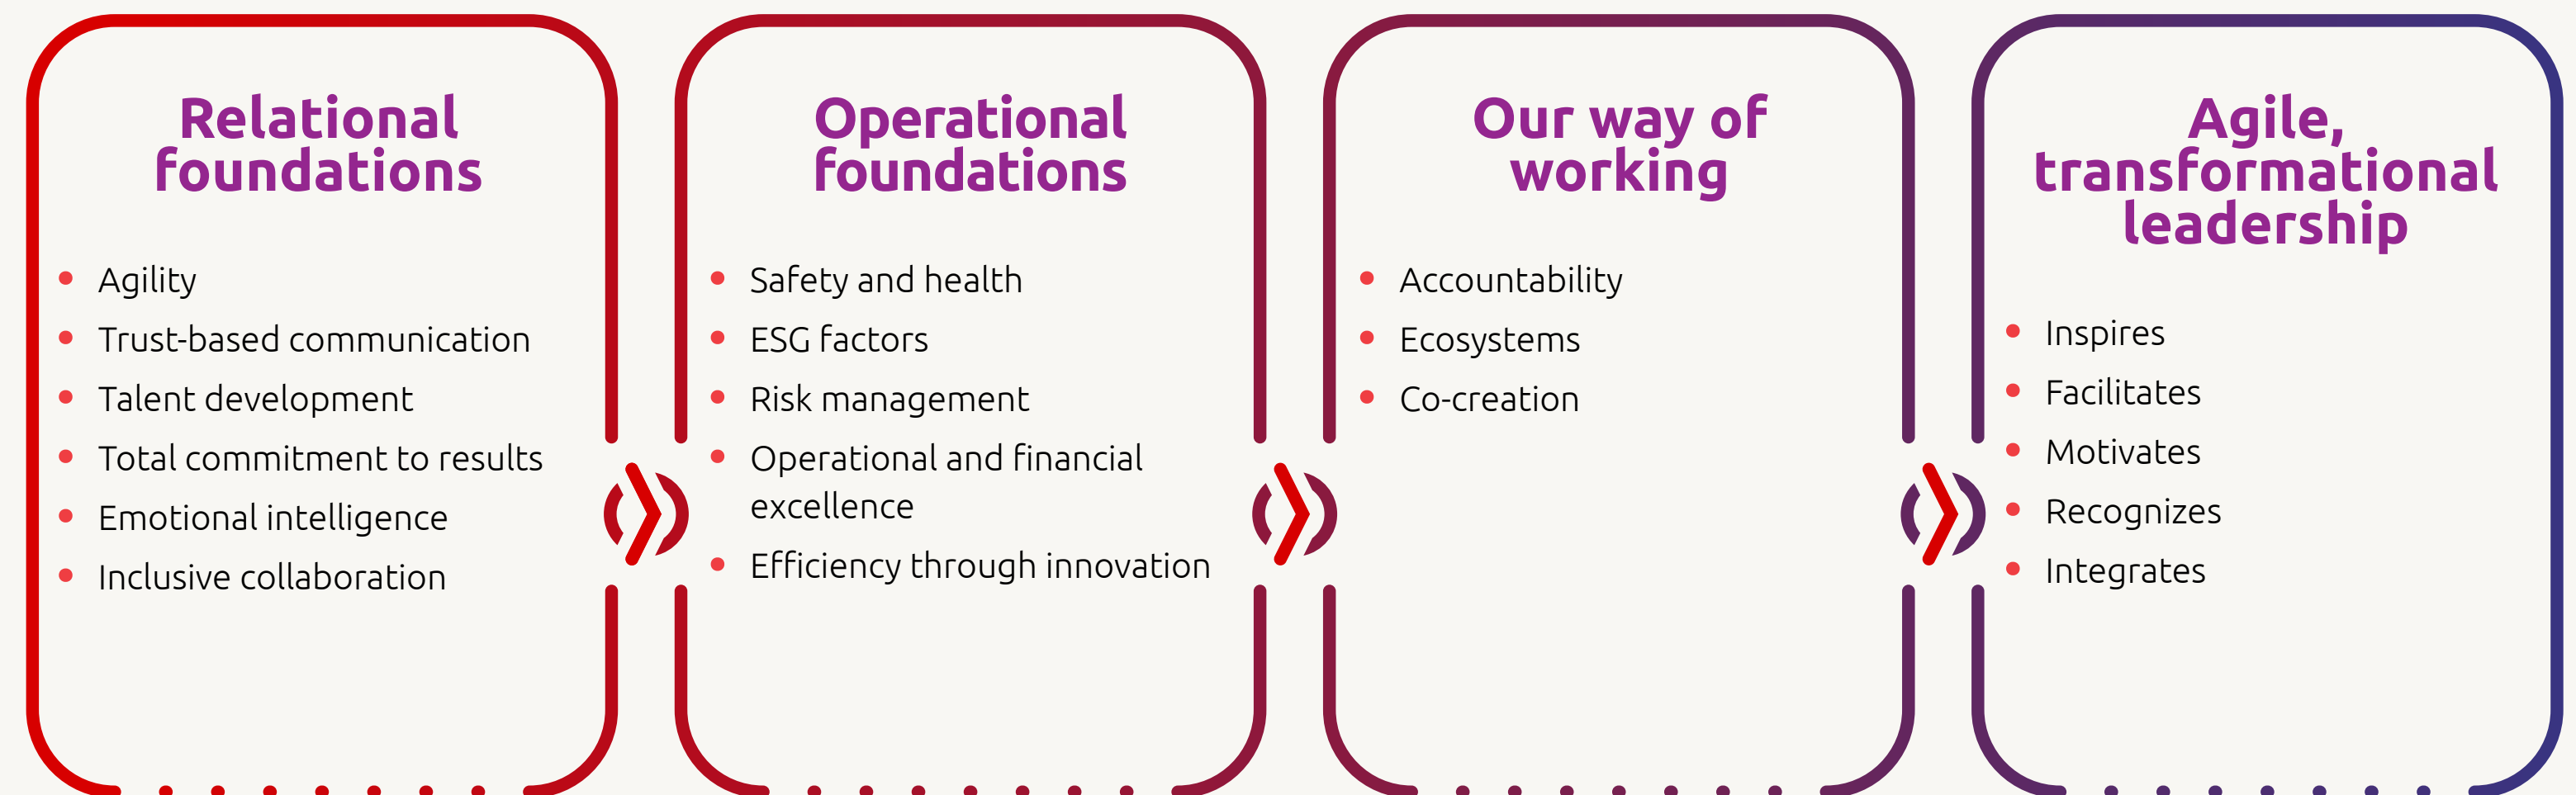 Relational
foundations
Agility
Trust-based communication
Talent development
Total commitment to results
Emotional intelligence
Inclusive collaboration
Operational
foundations
Safety and health
ESG factors
Risk management
Operational and financial
excellence
Efficiency through innovation
Our way of
working
Accountability
Ecosystems
Co-creation
Agile,
transformational
leadership
Inspires
Facilitates
Motivates
Recognizes
Integrates